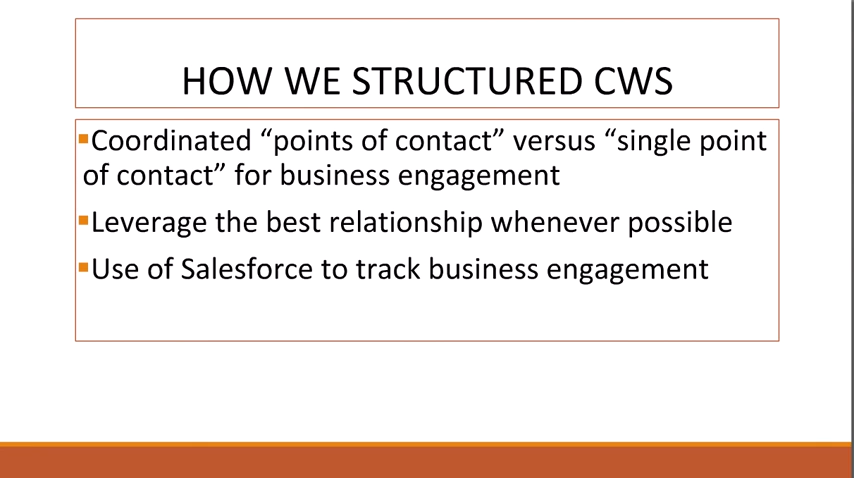 HOW WE STRUCTURED CWS
▪Coordinated “points of contact” versus “single point
of contact” for business engagement
▪Leverage the best relationship whenever possible
▪Use of Salesforce to track business engagement